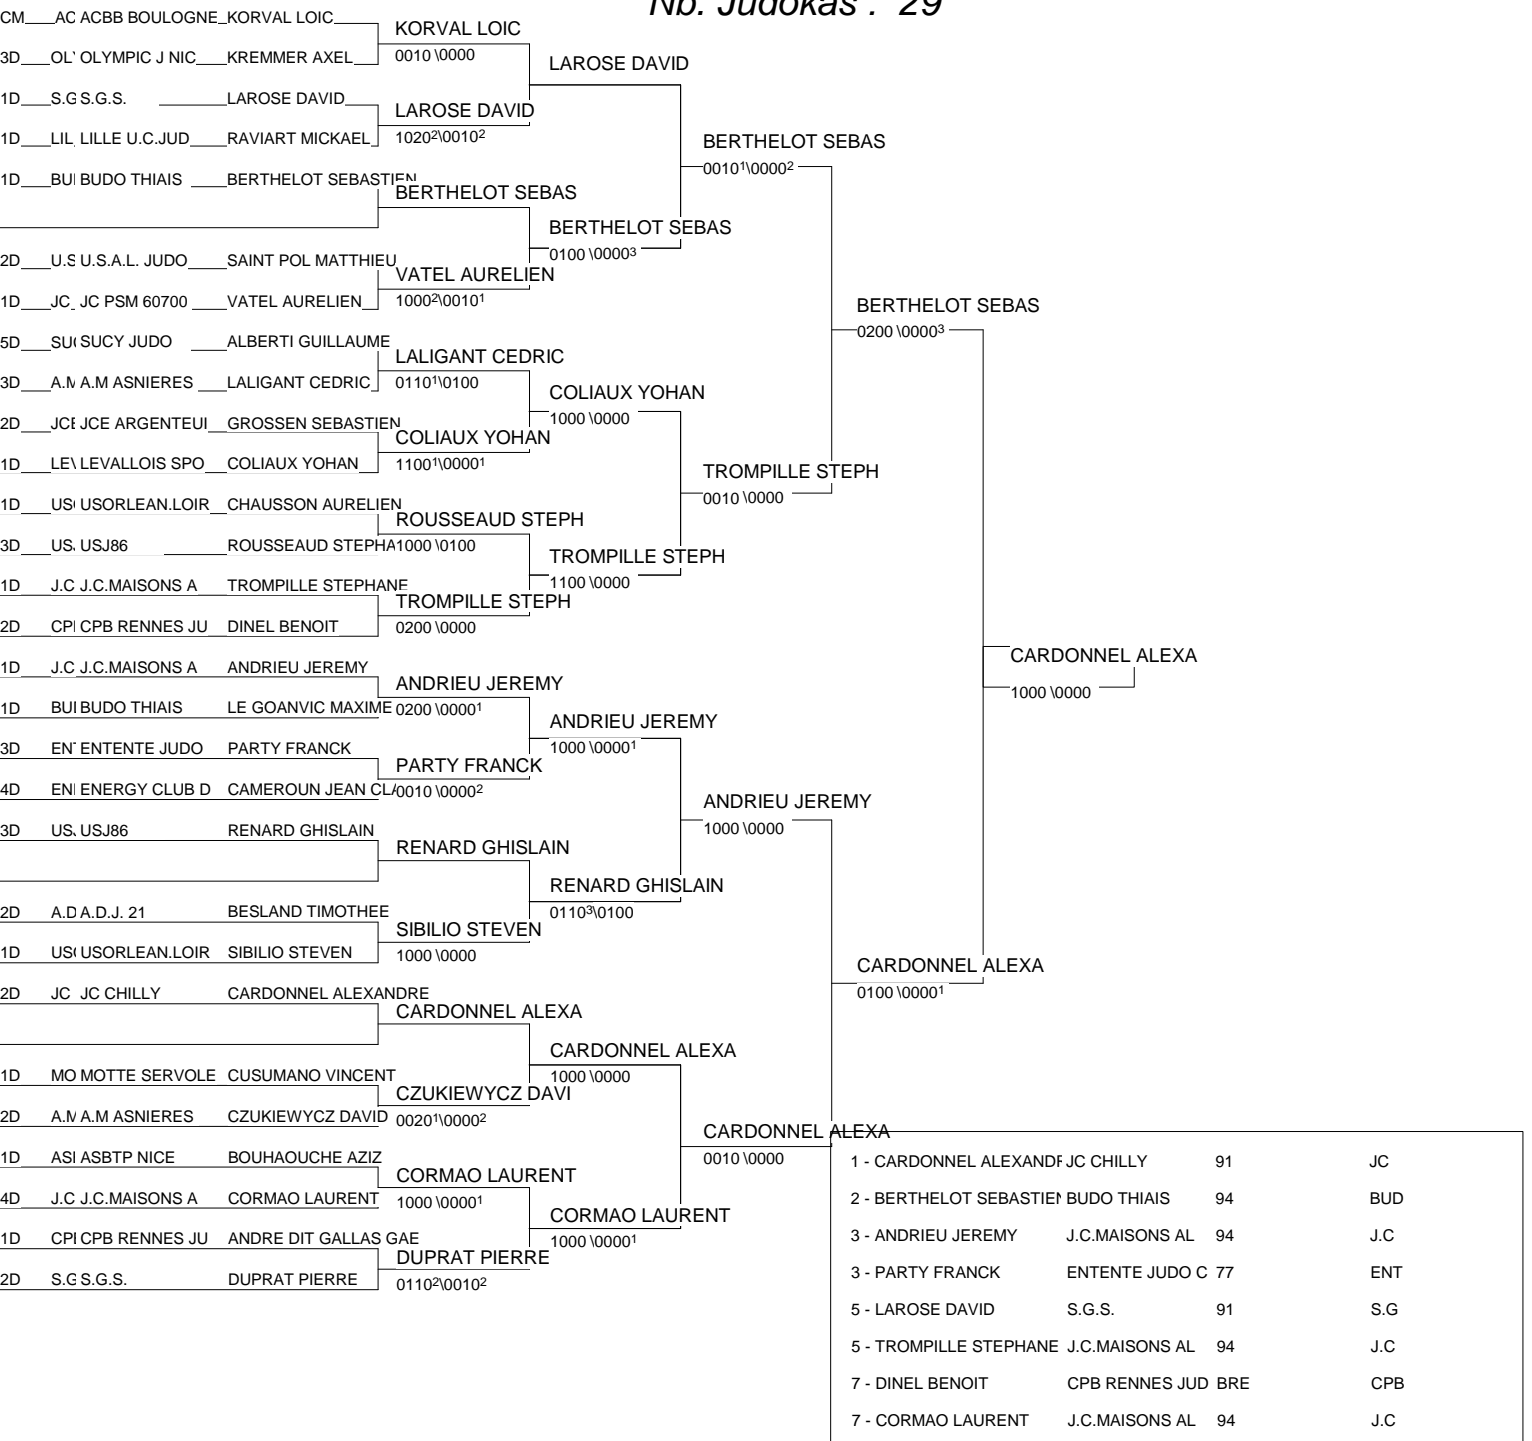 Nb. Judokas : 29
CM AC ACBB BOULOGNE KORVAL LOIC
KORVAL LOIC
0010 \0000
3D OL' OLYMPIC J NIC KREMMER AXEL
LAROSE DAVID
1D S.G S.G.S. LAROSE DAVID
LAROSE DAVID
1020²\0010²
1D LIL LILLE U.C.JUD RAVIART MICKAEL
BERTHELOT SEBAS
0010¹\0000²
1D BUI BUDO THIAIS BERTHELOT SEBASTIEN
BERTHELOT SEBAS
BERTHELOT SEBAS
0100 \0000³
2D U.S U.S.A.L. JUDO SAINT POL MATTHIEU
VATEL AURELIEN
1000²\0010¹
1D JC JC PSM 60700 VATEL AURELIEN
BERTHELOT SEBAS
0200 \0000³
5D SU( SUCY JUDO ALBERTI GUILLAUME
LALIGANT CEDRIC
0110¹\0100
3D A.M A.M ASNIERES LALIGANT CEDRIC
COLIAUX YOHAN
1000 \0000
2D JCE JCE ARGENTEUI GROSSEN SEBASTIEN
COLIAUX YOHAN
1100¹\0000¹
1D LEV LEVALLOIS SPO COLIAUX YOHAN
TROMPILLE STEPH
0010 \0000
1D US( USORLEAN.LOIR CHAUSSON AURELIEN
ROUSSEAUD STEPH
1000 \0100
3D USJ USJ86 ROUSSEAUD STEPHA
TROMPILLE STEPH
1100 \0000
1D J.C J.C.MAISONS A TROMPILLE STEPHANE
TROMPILLE STEPH
0200 \0000
2D CPI CPB RENNES JU DINEL BENOIT
CARDONNEL ALEXA
1000 \0000
1D J.C J.C.MAISONS A ANDRIEU JEREMY
ANDRIEU JEREMY
0200 \0000¹
1D BUI BUDO THIAIS LE GOANVIC MAXIME
ANDRIEU JEREMY
1000 \0000¹
3D ENT ENTENTE JUDO PARTY FRANCK
PARTY FRANCK
0010 \0000²
4D ENI ENERGY CLUB D CAMEROUN JEAN CLA
ANDRIEU JEREMY
1000 \0000
3D USJ USJ86 RENARD GHISLAIN
RENARD GHISLAIN
RENARD GHISLAIN
0110³\0100
2D A.D A.D.J. 21 BESLAND TIMOTHEE
SIBILIO STEVEN
1000 \0000
1D US( USORLEAN.LOIR SIBILIO STEVEN
CARDONNEL ALEXA
0100 \0000¹
2D JC JC CHILLY CARDONNEL ALEXANDRE
CARDONNEL ALEXA
CARDONNEL ALEXA
1000 \0000
1D MO MOTTE SERVOLE CUSUMANO VINCENT
CZUKIEWYCZ DAVI
0020¹\0000²
2D A.M A.M ASNIERES CZUKIEWYCZ DAVID
CARDONNEL ALEXA
0010 \0000
1D ASI ASBTP NICE BOUHAOUCHE AZIZ
CORMAO LAURENT
1000 \0000¹
4D J.C J.C.MAISONS A CORMAO LAURENT
CORMAO LAURENT
1000 \0000¹
1D CPI CPB RENNES JU ANDRE DIT GALLAS GAE
DUPRAT PIERRE
0110²\0010²
2D S.G S.G.S. DUPRAT PIERRE
1 - CARDONNEL ALEXANDF JC CHILLY 91 JC
2 - BERTHELOT SEBASTIEN BUDO THIAIS 94 BUD
3 - ANDRIEU JEREMY J.C.MAISONS AL 94 J.C
3 - PARTY FRANCK ENTENTE JUDO C 77 ENT
5 - LAROSE DAVID S.G.S. 91 S.G
5 - TROMPILLE STEPHANE J.C.MAISONS AL 94 J.C
7 - DINEL BENOIT CPB RENNES JUD BRE CPB
7 - CORMAO LAURENT J.C.MAISONS AL 94 J.C